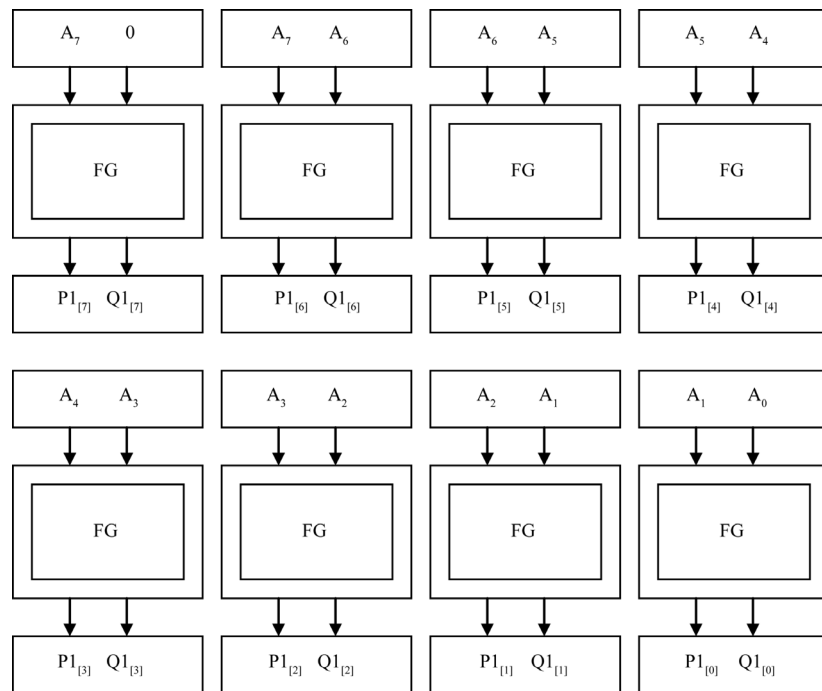 A₇ 0 A₇ A₆ A₆ A₅ A₅ A₄
FG FG FG FG
P1[7] Q1[7] P1[6] Q1[6] P1[5] Q1[5] P1[4] Q1[4]
A₄ A₃ A₃ A₂ A₂ A₁ A₁ A₀
FG FG FG FG
P1[3] Q1[3] P1[2] Q1[2] P1[1] Q1[1] P1[0] Q1[0]